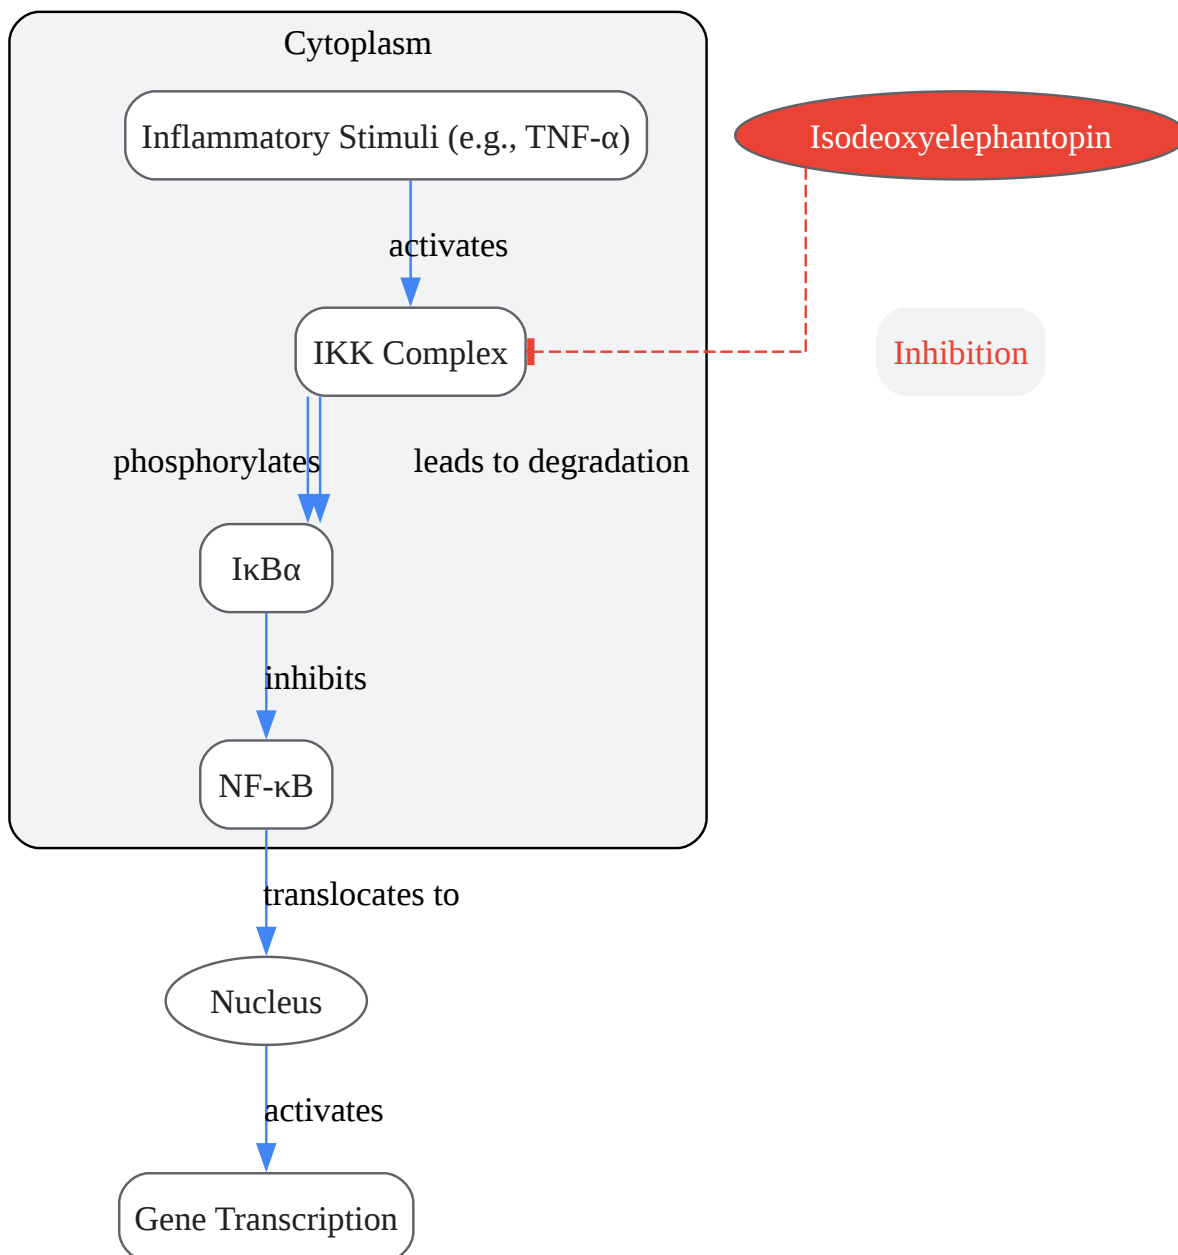 Cytoplasm
Inflammatory Stimuli (e.g., TNF-α)
Isodeoxyelephantopin
activates
IKK Complex
Inhibition
phosphorylates
leads to degradation
IκBα
inhibits
NF-κB
translocates to
Nucleus
activates
Gene Transcription